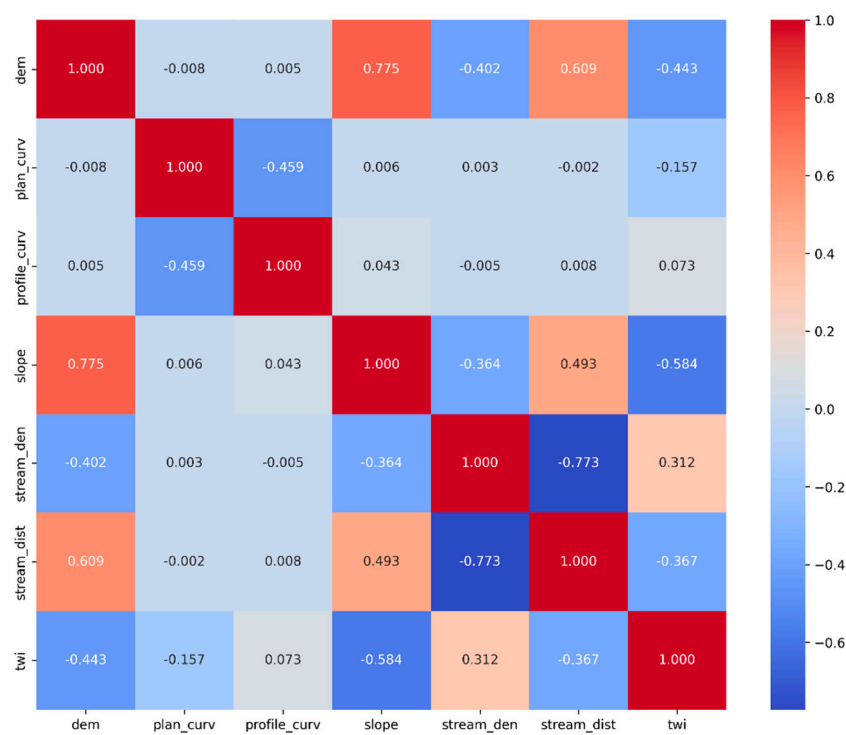 dem 1.000 -0.008 0.005 0.775 -0.402 0.609 -0.443
plan_curv -0.008 1.000 -0.459 0.006 0.003 -0.002 -0.157
profile_curv 0.005 -0.459 1.000 0.043 -0.005 0.008 0.073
slope 0.775 0.006 0.043 1.000 -0.364 0.493 -0.584
stream_den -0.402 0.003 -0.005 -0.364 1.000 -0.773 0.312
stream_dist 0.609 -0.002 0.008 0.493 -0.773 1.000 -0.367
twi -0.443 -0.157 0.073 -0.584 0.312 -0.367 1.000
dem plan_curv profile_curv slope stream_den stream_dist twi
1.0
0.8
0.6
0.4
0.2
0.0
−0.2
−0.4
−0.6